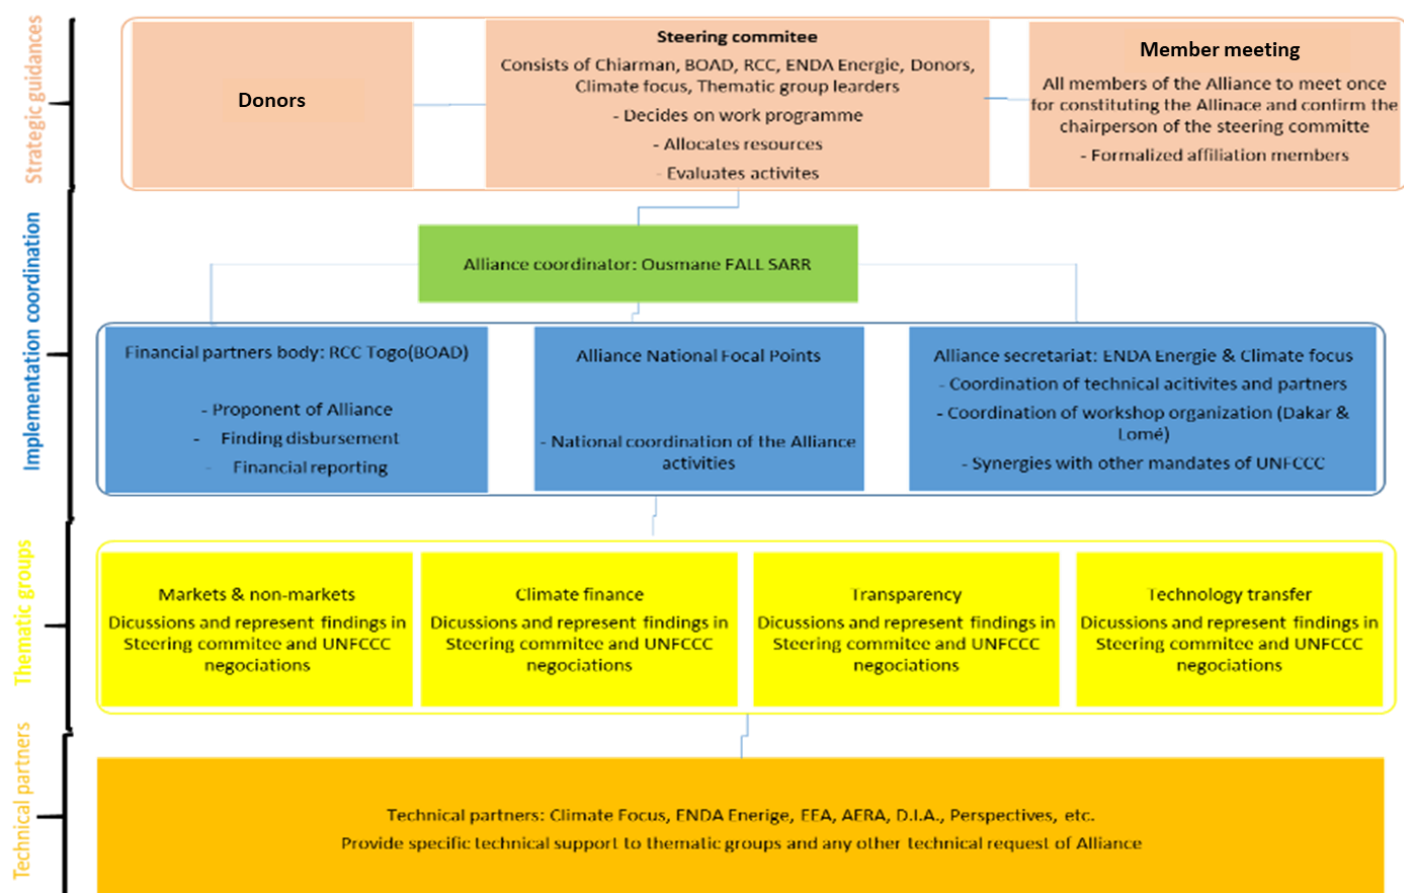 Strategic guidances
Donors
Steering commitee
Consists of Chiarman, BOAD, RCC, ENDA Energie, Donors,
Climate focus, Thematic group learders
- Decides on work programme
- Allocates resources
- Evaluates activites
Member meeting
All members of the Alliance to meet once
for constituting the Allinace and confirm the
chairperson of the steering committe
- Formalized affiliation members
Implementation coordination
Alliance coordinator: Ousmane FALL SARR
Financial partners body: RCC Togo(BOAD)
- Proponent of Alliance
- Finding disbursement
- Financial reporting
Alliance National Focal Points
- National coordination of the Alliance
activities
Alliance secretariat: ENDA Energie & Climate focus
- Coordination of technical acitivites and partners
- Coordination of workshop organization (Dakar &
Lomé)
- Synergies with other mandates of UNFCCC
Thematic groups
Markets & non-markets
Dicussions and represent findings in
Steering commitee and UNFCCC
negociations
Climate finance
Dicussions and represent findings in
Steering commitee and UNFCCC
negociations
Transparency
Dicussions and represent findings in
Steering commitee and UNFCCC
negociations
Technology transfer
Dicussions and represent findings in
Steering commitee and UNFCCC
negociations
Technical partners
Technical partners: Climate Focus, ENDA Enerige, EEA, AERA, D.I.A., Perspectives, etc.
Provide specific technical support to thematic groups and any other technical request of Alliance